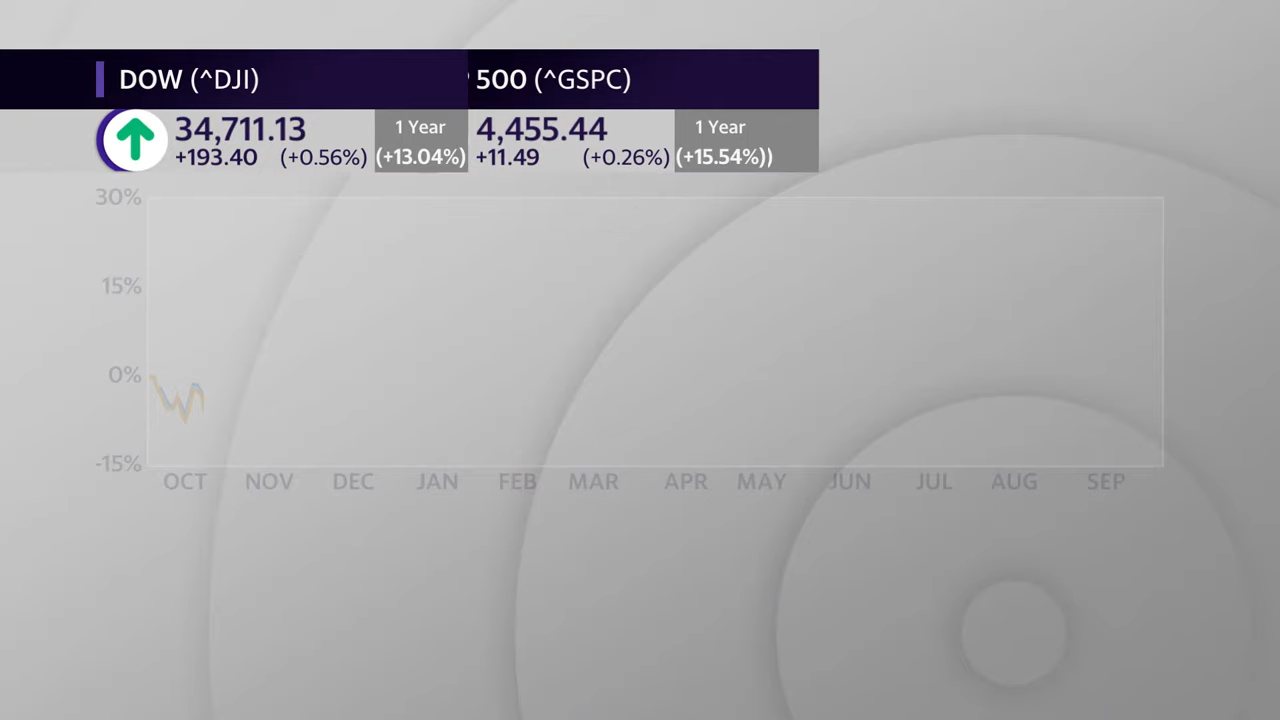 DOW (^DJI)
500 (^GSPC)
34,711.13
1 Year
4,455.44
1 Year
+193.40 (+0.56%)
(+13.04%)
+11.49 (+0.26%)
(+15.54%))
30%
15%
0%
-15%
OCT NOV DEC JAN FEB MAR APR MAY JUN JUL AUG SEP